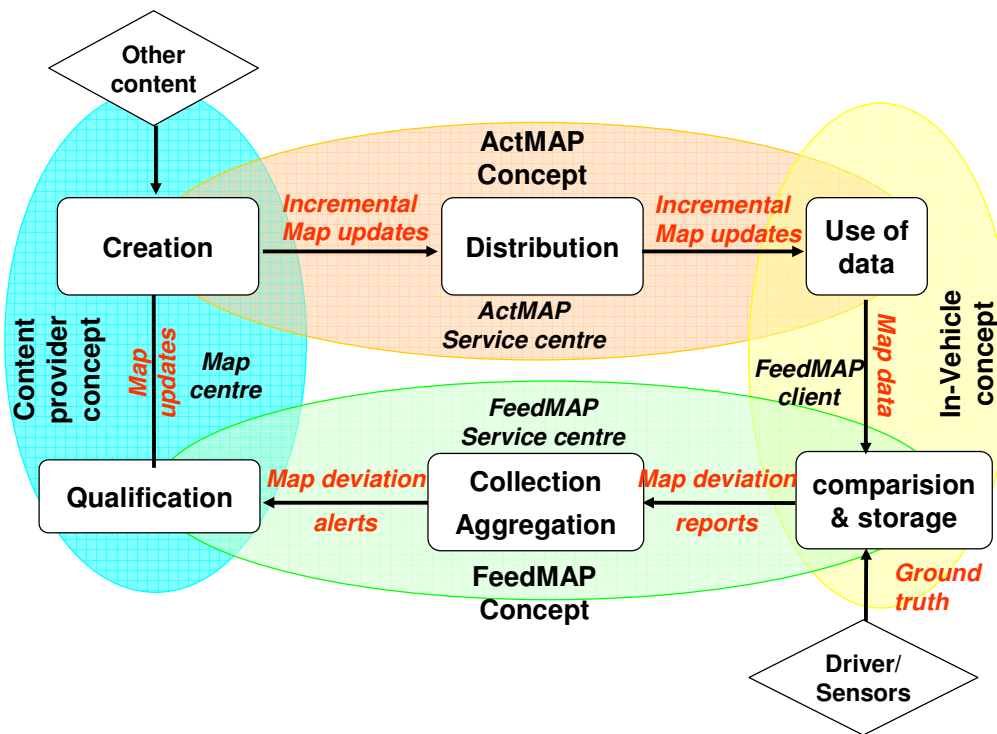 Other
content
ActMAP
Concept
Creation
Incremental
Map updates
Distribution
Incremental
Map updates
Use of
data
ActMAP
Service centre
Content
provider
concept
Map
updates
Map
centre
FeedMAP
client
Map data
In-Vehicle
concept
FeedMAP
Service centre
Qualification
Map deviation
alerts
Collection
Aggregation
Map deviation
reports
comparision
& storage
FeedMAP
Concept
Ground
truth
Driver/
Sensors